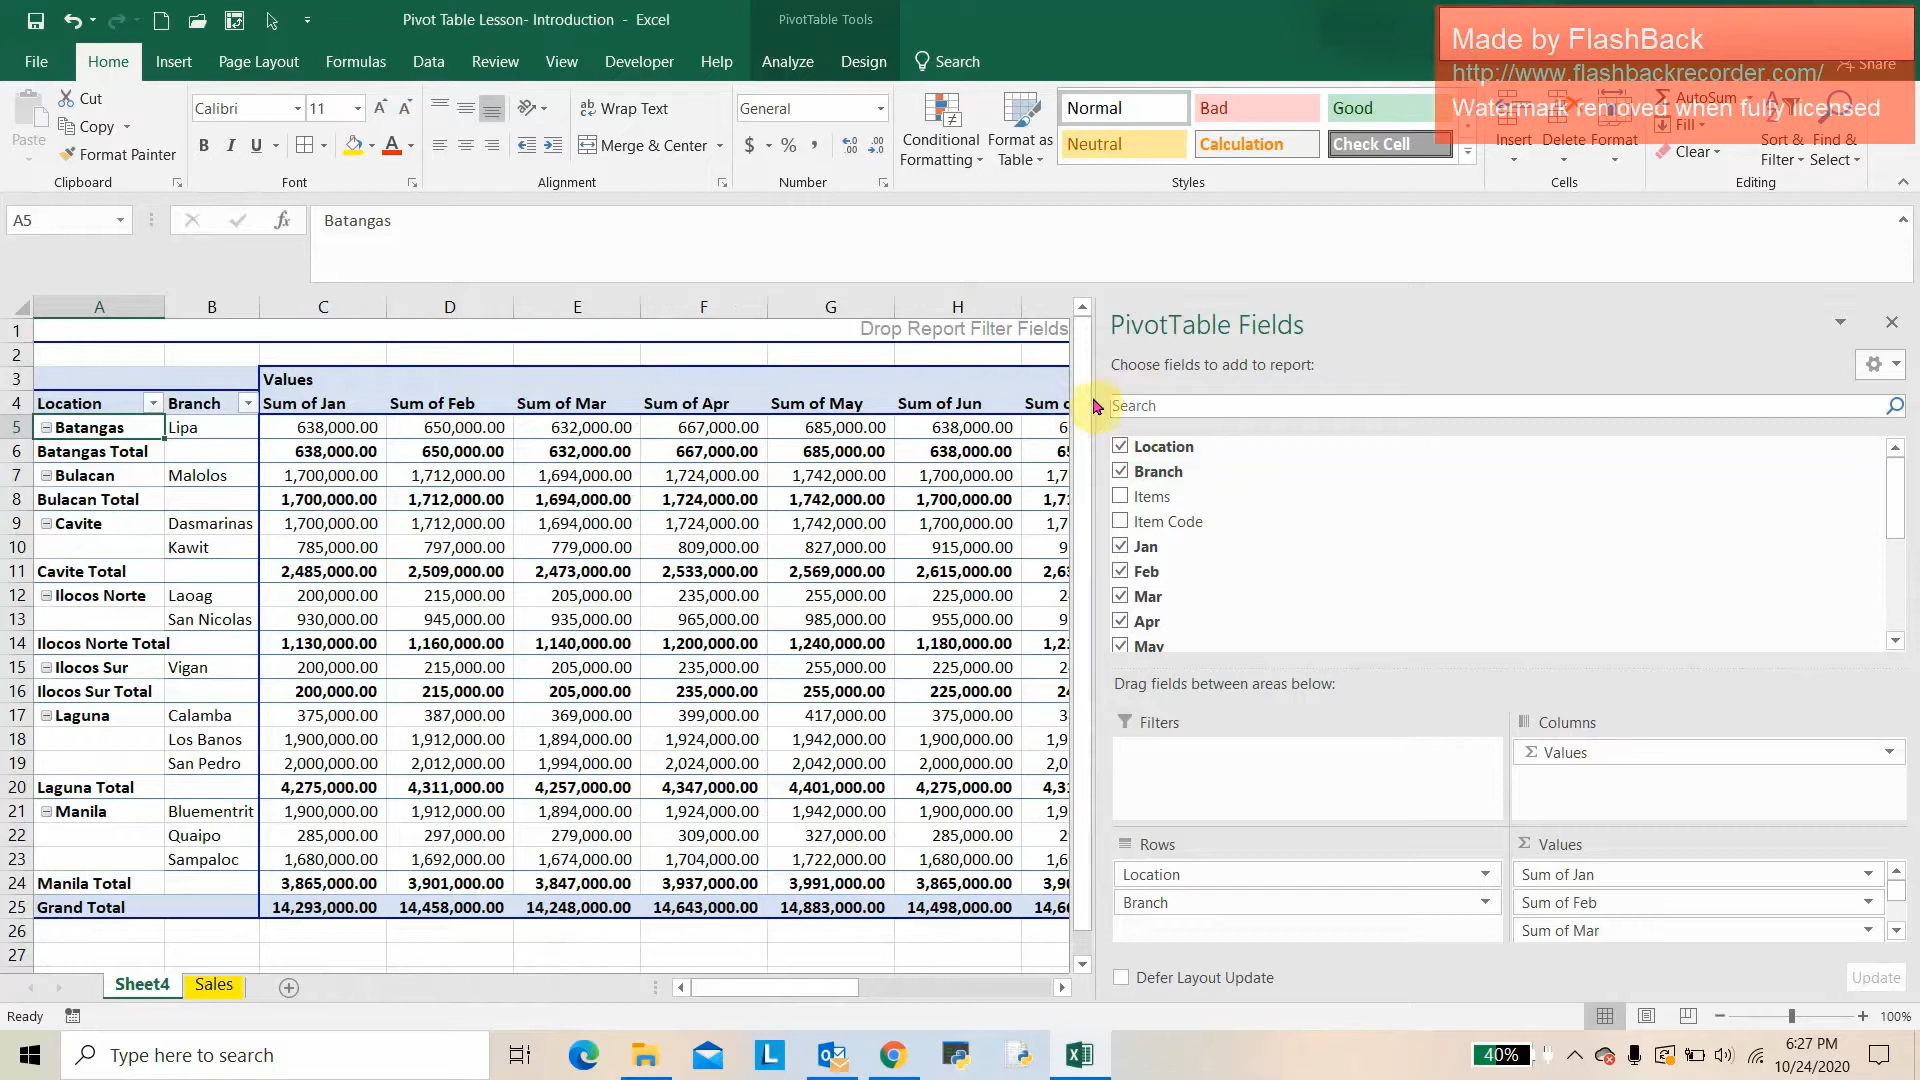 Pivot Table Lesson- Introduction - Excel
PivotTable Tools
Made by FlashBack
http://www.flashbackrecorder.com/
Watermark removed when fully licensed
File Home Insert Page Layout Formulas Data Review View Developer Help Analyze Design Search Share
Paste
Cut
Copy
Format Painter
Clipboard
Calibri 11
B I U
Font
Wrap Text
Merge & Center
Alignment
General
$ % ,
Number
Conditional Formatting
Format as Table
Normal Bad Good
Neutral Calculation Check Cell
Styles
Insert Delete Format
Cells
AutoSum
Fill
Clear
Sort & Filter
Find & Select
Editing
A5 fx Batangas
A B C D E F G H
1 Drop Report Filter Fields
2
3 Values
4 Location Branch Sum of Jan Sum of Feb Sum of Mar Sum of Apr Sum of May Sum of Jun Sum
5 Batangas Lipa 638,000.00 650,000.00 632,000.00 667,000.00 685,000.00 638,000.00
6 Batangas Total 638,000.00 650,000.00 632,000.00 667,000.00 685,000.00 638,000.00
7 Bulacan Malolos 1,700,000.00 1,712,000.00 1,694,000.00 1,724,000.00 1,742,000.00 1,700,000.00
8 Bulacan Total 1,700,000.00 1,712,000.00 1,694,000.00 1,724,000.00 1,742,000.00 1,700,000.00
9 Cavite Dasmarinas 1,700,000.00 1,712,000.00 1,694,000.00 1,724,000.00 1,742,000.00 1,700,000.00
10 Kawit 785,000.00 797,000.00 779,000.00 809,000.00 827,000.00 915,000.00
11 Cavite Total 2,485,000.00 2,509,000.00 2,473,000.00 2,533,000.00 2,569,000.00 2,615,000.00
12 Ilocos Norte Laoag 200,000.00 215,000.00 205,000.00 235,000.00 255,000.00 225,000.00
13 San Nicolas 930,000.00 945,000.00 935,000.00 965,000.00 985,000.00 955,000.00
14 Ilocos Norte Total 1,130,000.00 1,160,000.00 1,140,000.00 1,200,000.00 1,240,000.00 1,180,000.00
15 Ilocos Sur Vigan 200,000.00 215,000.00 205,000.00 235,000.00 255,000.00 225,000.00
16 Ilocos Sur Total 200,000.00 215,000.00 205,000.00 235,000.00 255,000.00 225,000.00
17 Laguna Calamba 375,000.00 387,000.00 369,000.00 399,000.00 417,000.00 375,000.00
18 Los Banos 1,900,000.00 1,912,000.00 1,894,000.00 1,924,000.00 1,942,000.00 1,900,000.00
19 San Pedro 2,000,000.00 2,012,000.00 1,994,000.00 2,024,000.00 2,042,000.00 2,000,000.00
20 Laguna Total 4,275,000.00 4,311,000.00 4,257,000.00 4,347,000.00 4,401,000.00 4,275,000.00
21 Manila Bluementrit 1,900,000.00 1,912,000.00 1,894,000.00 1,924,000.00 1,942,000.00 1,900,000.00
22 Quaipo 285,000.00 297,000.00 279,000.00 309,000.00 327,000.00 285,000.00
23 Sampaloc 1,680,000.00 1,692,000.00 1,674,000.00 1,704,000.00 1,722,000.00 1,680,000.00
24 Manila Total 3,865,000.00 3,901,000.00 3,847,000.00 3,937,000.00 3,991,000.00 3,865,000.00
25 Grand Total 14,293,000.00 14,458,000.00 14,248,000.00 14,643,000.00 14,883,000.00 14,498,000.00
26
27
PivotTable Fields
Choose fields to add to report:
Search
Location
Branch
Items
Item Code
Jan
Feb
Mar
Apr
May
Drag fields between areas below:
Filters
Columns
Values
Rows
Location
Branch
Values
Sum of Jan
Sum of Feb
Sum of Mar
Defer Layout Update
Update
Sheet4 Sales
Ready
100%
Type here to search
40%
6:27 PM
10/24/2020